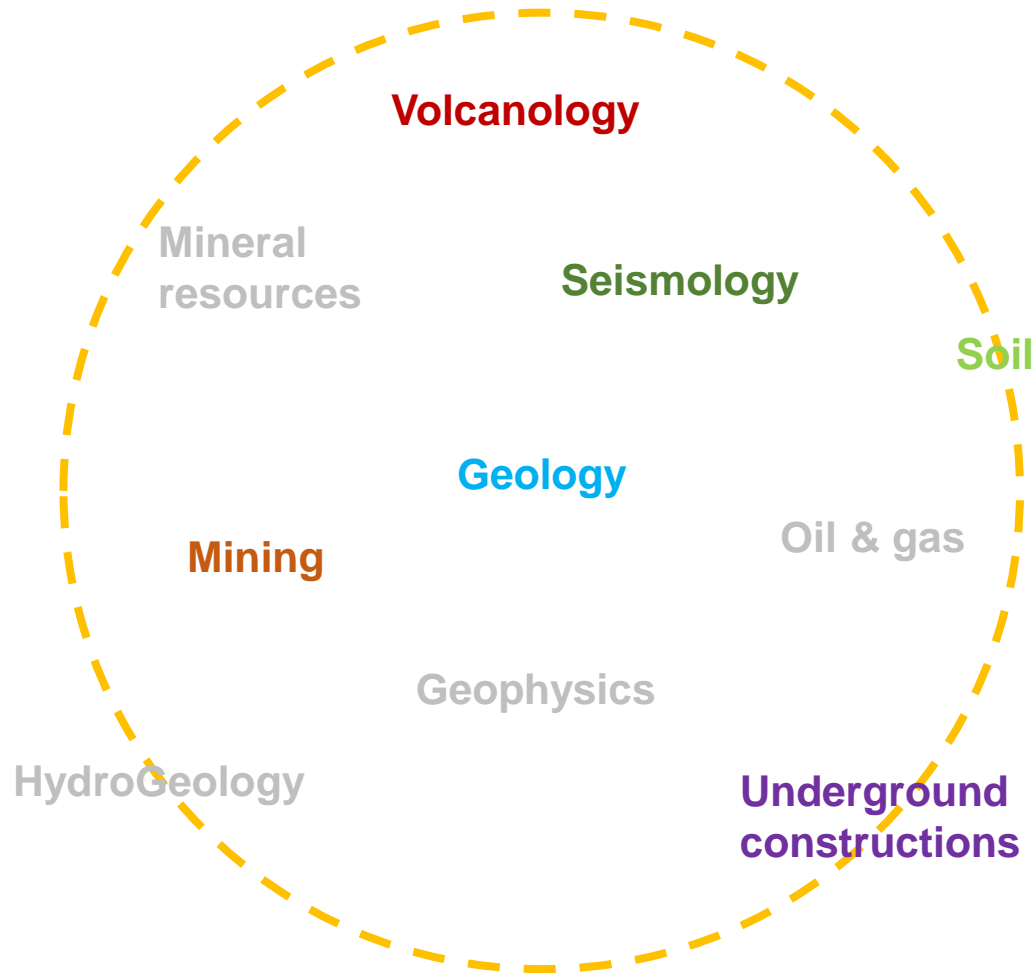 Volcanology
Mineral
resources
Seismology
Soil
Geology
Oil & gas
Mining
Geophysics
HydroGeology
Underground
constructions